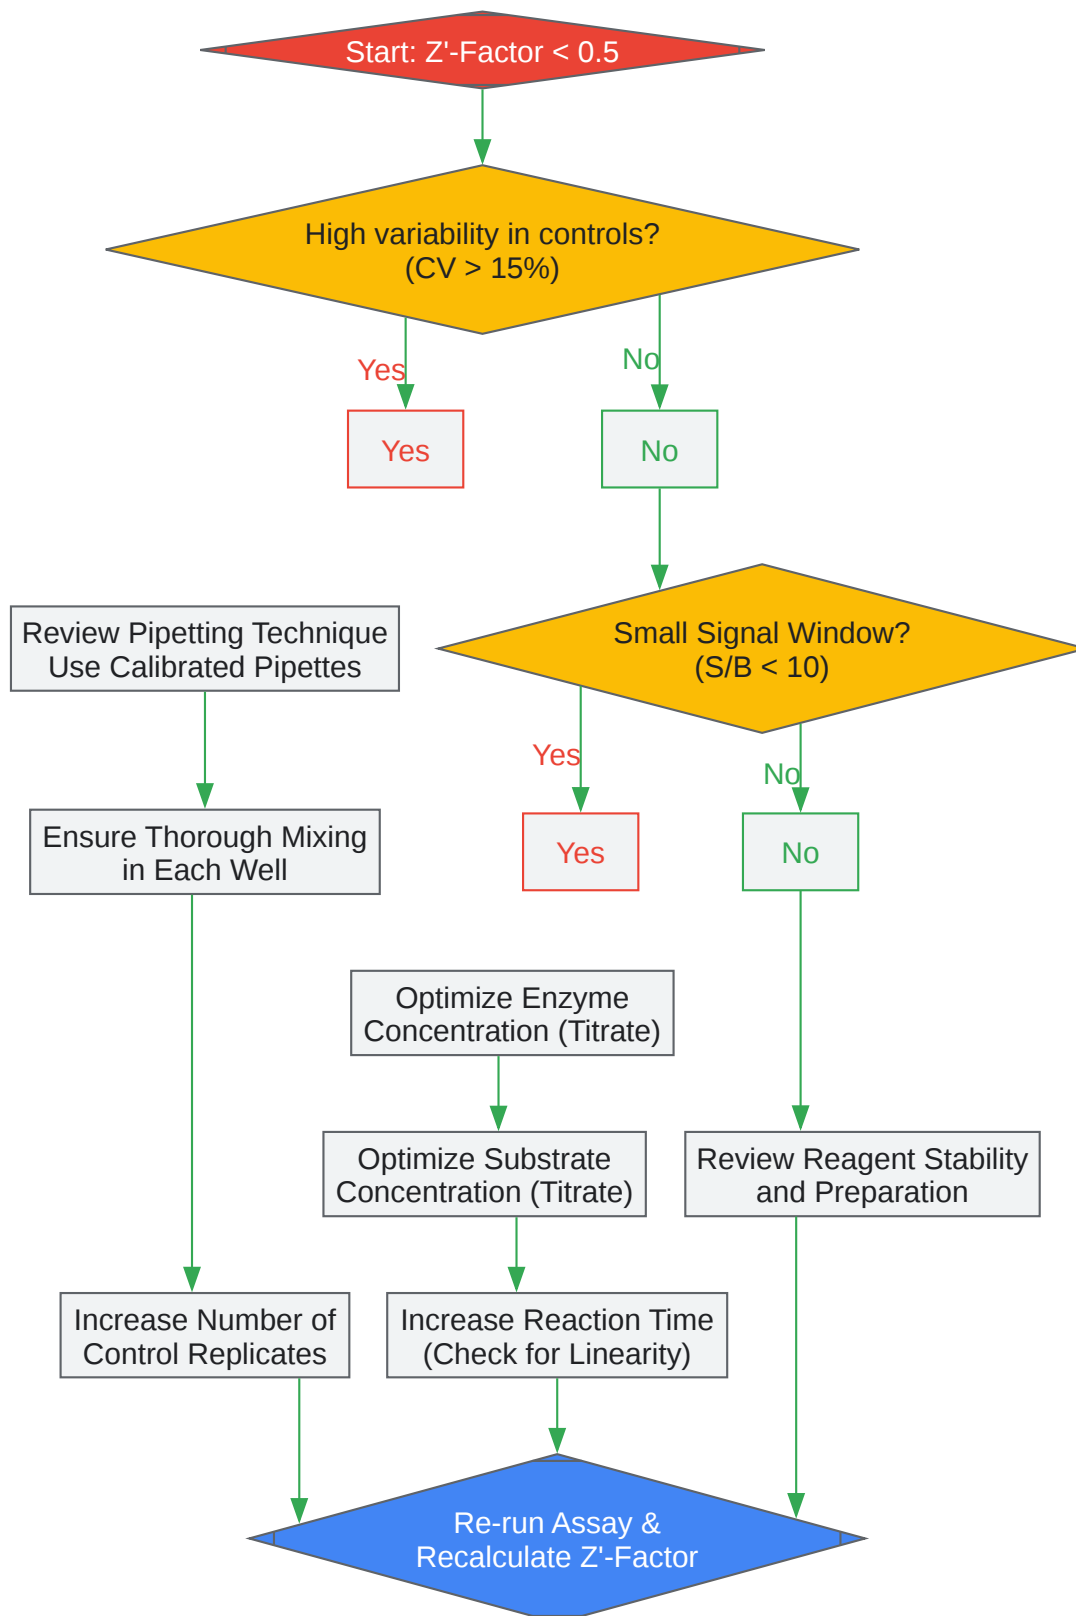 Start: Z'-Factor < 0.5
High variability in controls?
(CV > 15%)
Yes
No
Yes
No
Small Signal Window?
(S/B < 10)
Review Pipetting Technique
Use Calibrated Pipettes
Yes
No
Ensure Thorough Mixing
in Each Well
Yes
No
Optimize Enzyme
Concentration (Titrate)
Optimize Substrate
Concentration (Titrate)
Review Reagent Stability
and Preparation
Increase Number of
Control Replicates
Increase Reaction Time
(Check for Linearity)
Re-run Assay &
Recalculate Z'-Factor